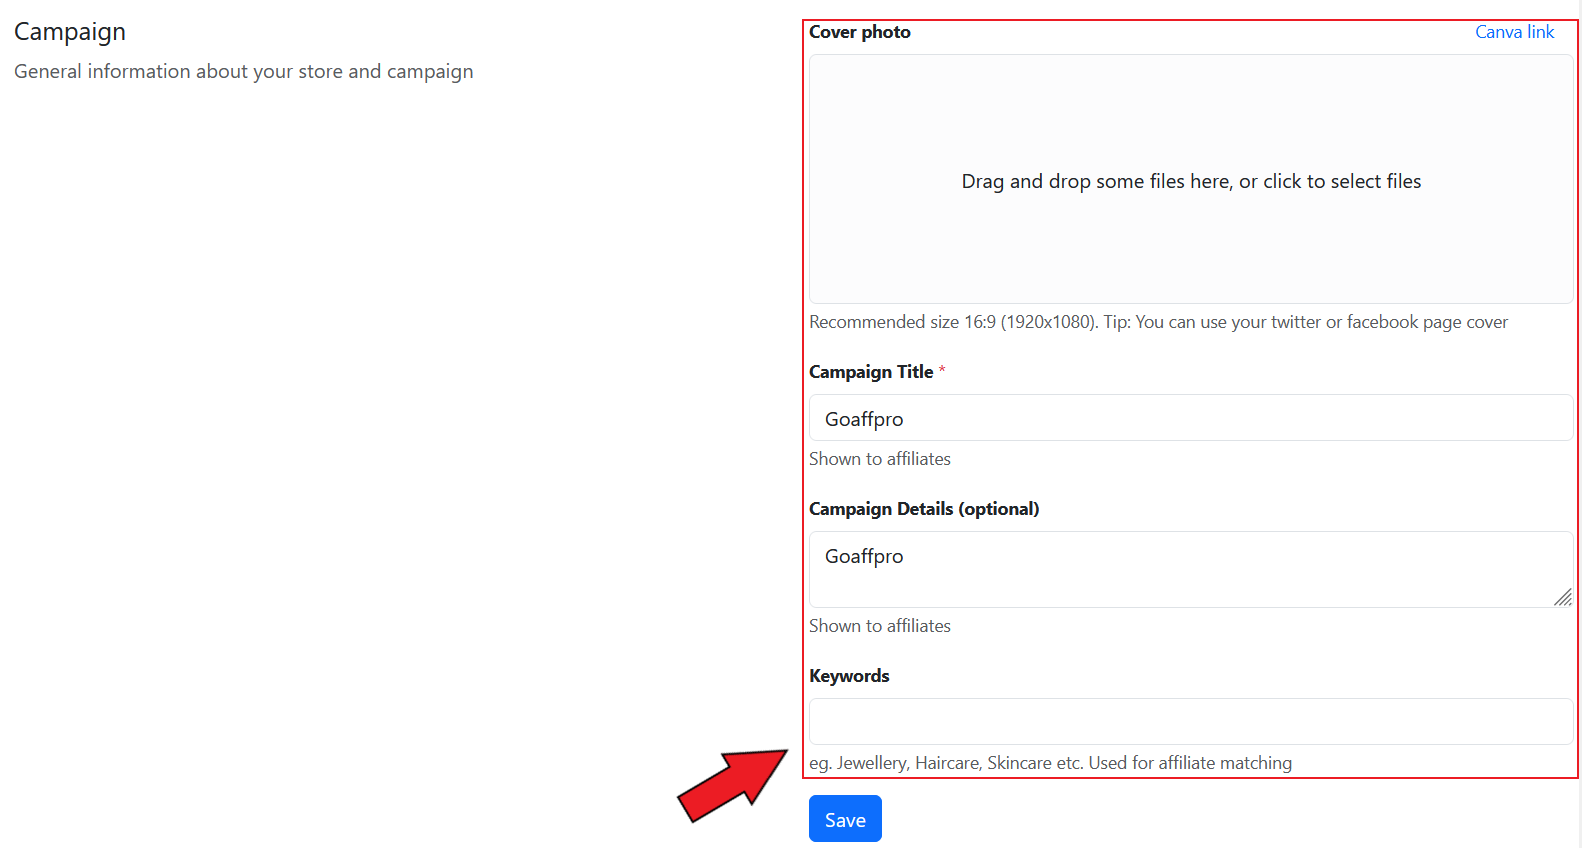 Campaign
General information about your store and campaign
Cover photo
Canva link
Drag and drop some files here, or click to select files
Recommended size 16:9 (1920x1080). Tip: You can use your twitter or facebook page cover
Campaign Title *
Goaffpro
Shown to affiliates
Campaign Details (optional)
Goaffpro
Shown to affiliates
Keywords
eg. Jewellery, Haircare, Skincare etc. Used for affiliate matching
Save